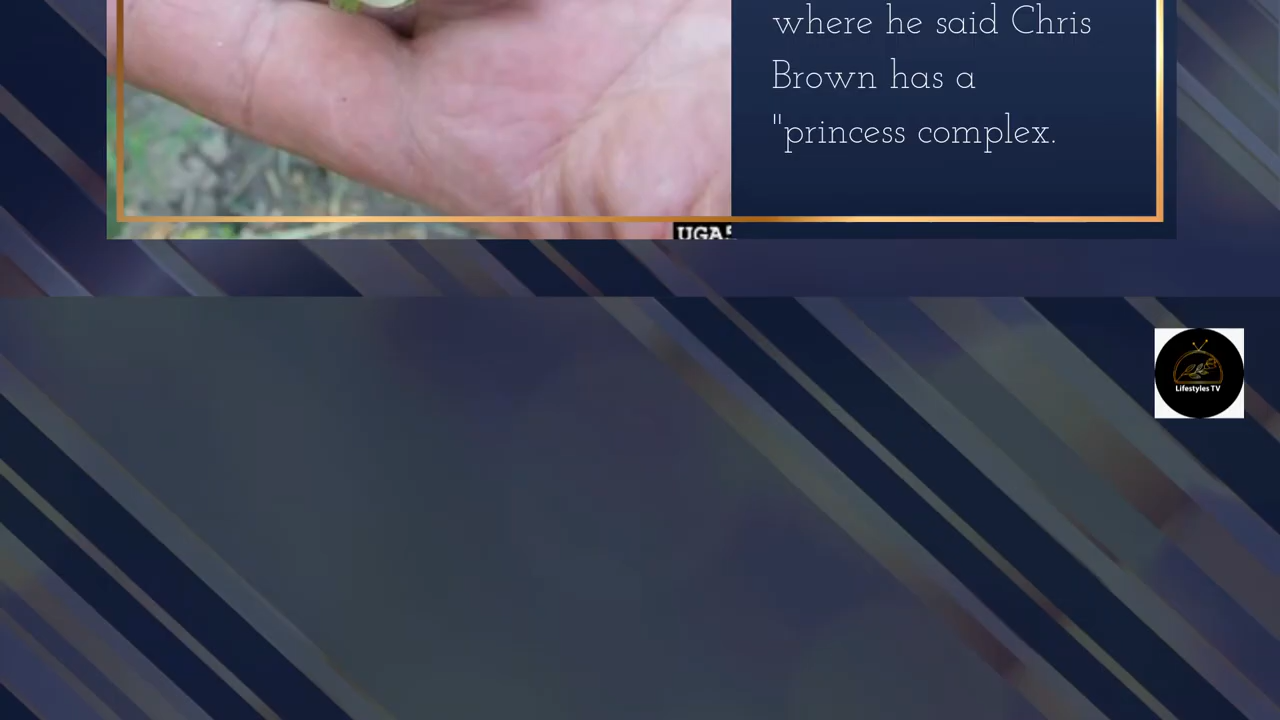 where he said Chris
Brown has a
"princess complex.
Lifestyles TV